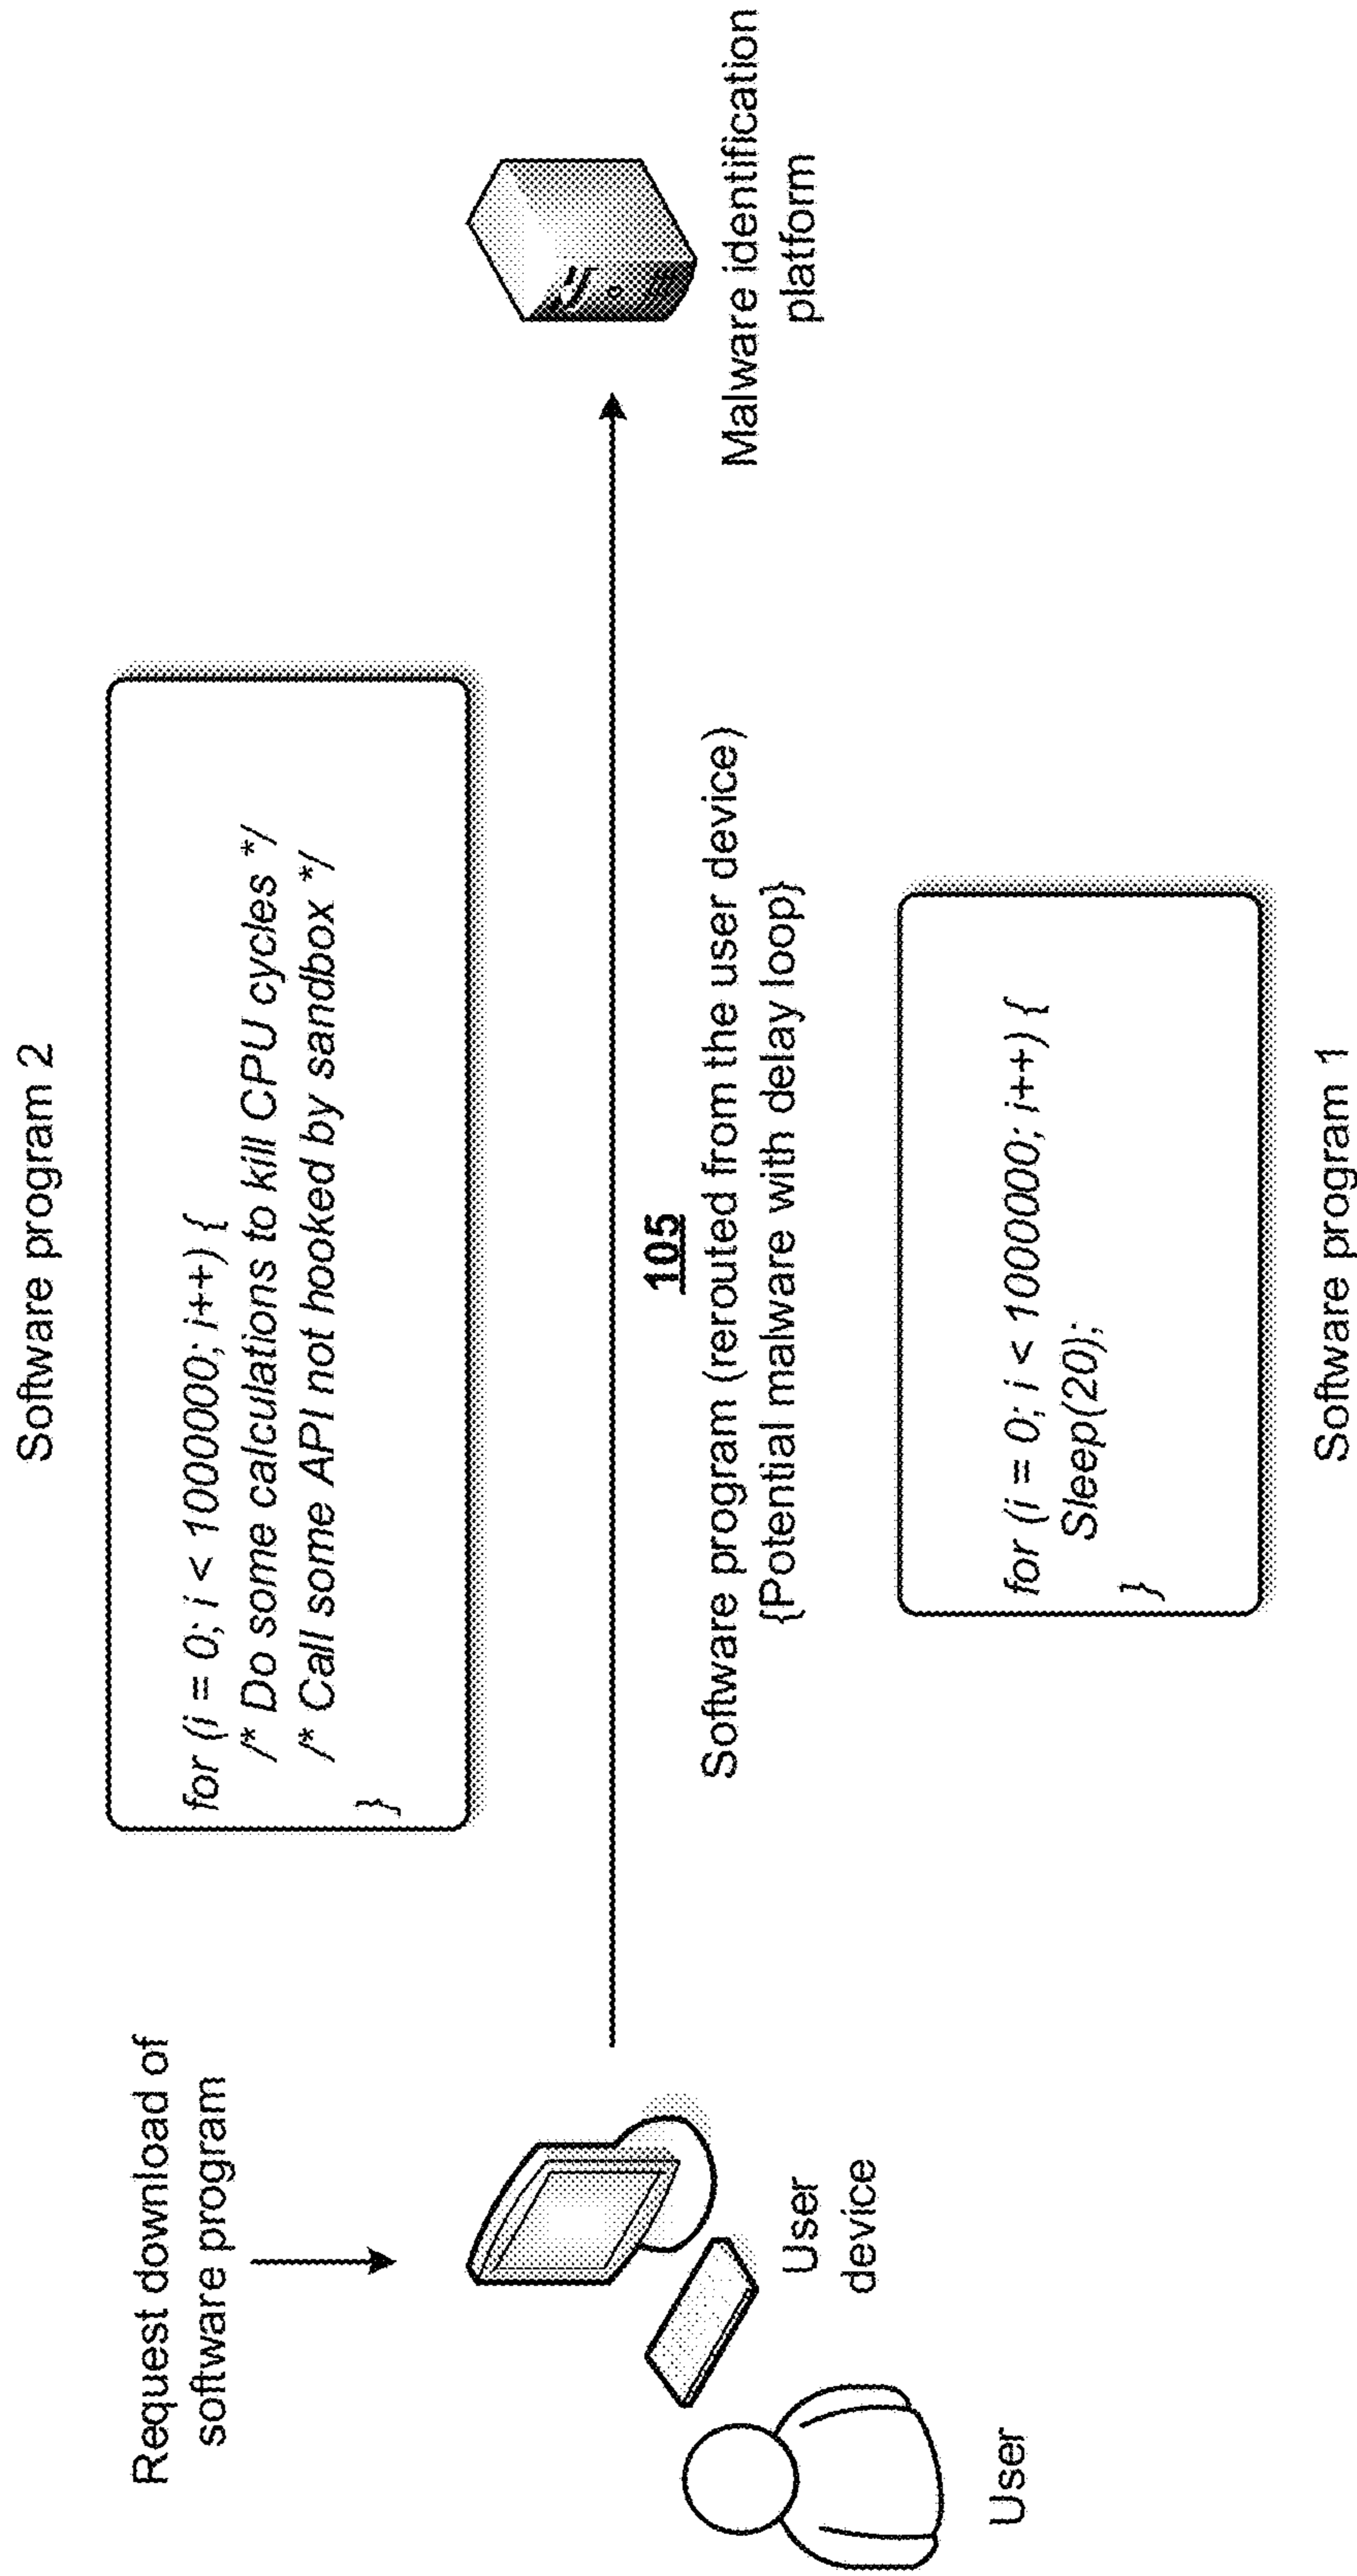 Software program 2
for (i = 0; i < 1000000; i++) {
/* Do some calculations to kill CPU cycles */
/* Call some API not hooked by sandbox */
}
Request download of
software program
105
Software program (rerouted from the user device)
{Potential malware with delay loop}
Malware identification
platform
User
device
User
for (i = 0; i < 1000000; i++) {
Sleep(20);
}
Software program 1